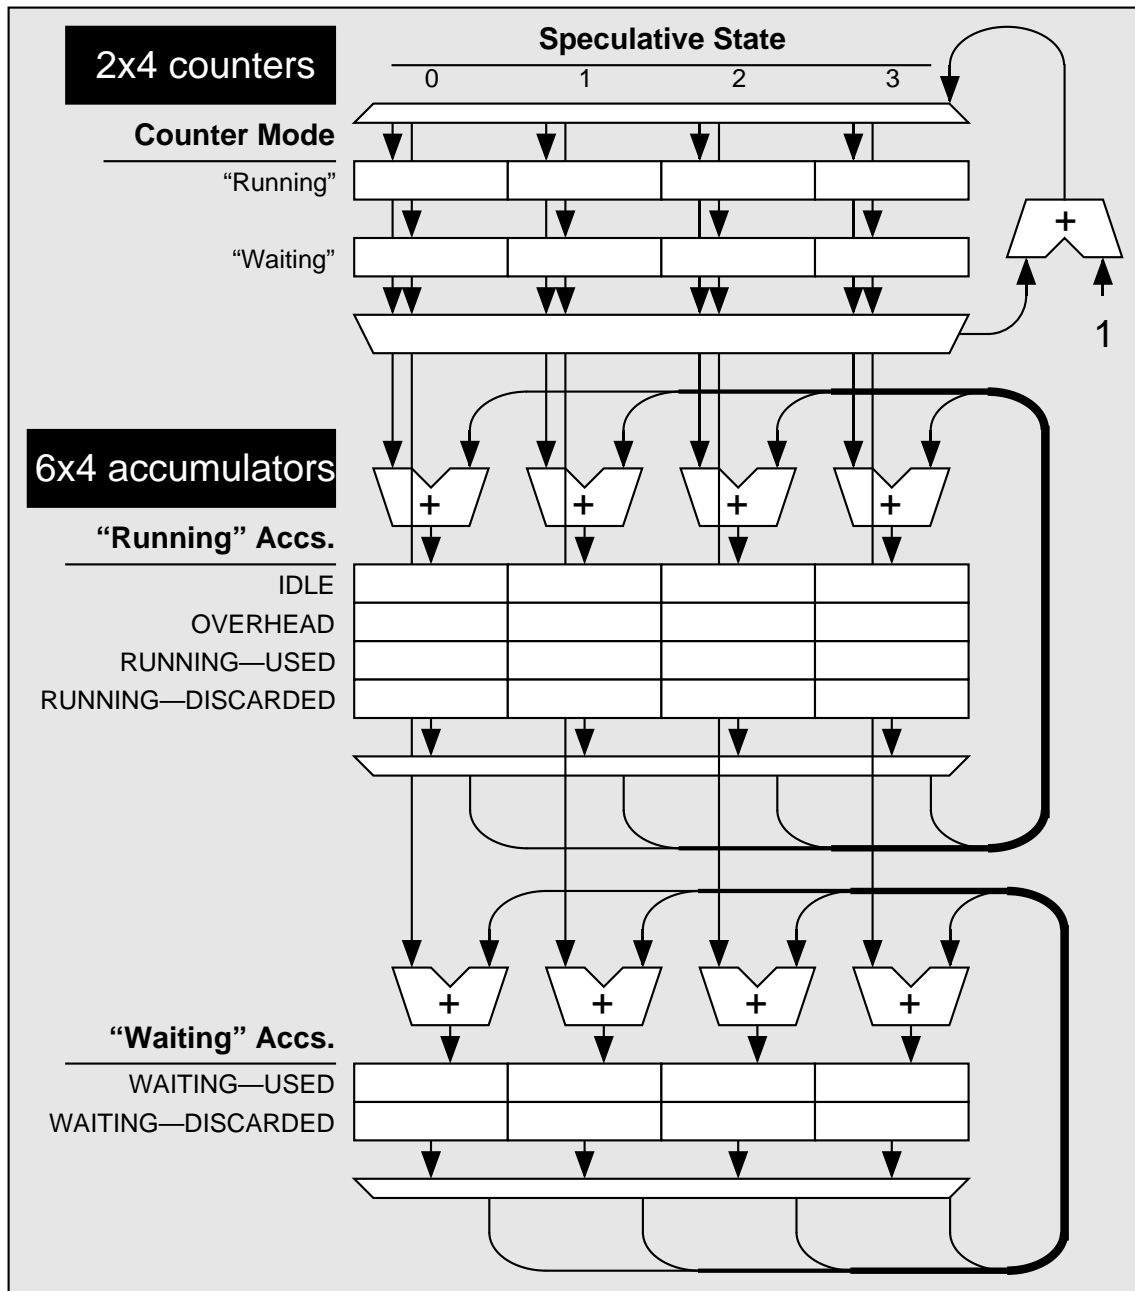 2x4 counters
Speculative State
0 1 2 3
Counter Mode
“Running”
“Waiting”
+
1
6x4 accumulators
+ + + +
“Running” Accs.
IDLE
OVERHEAD
RUNNING—USED
RUNNING—DISCARDED
+ + + +
“Waiting” Accs.
WAITING—USED
WAITING—DISCARDED